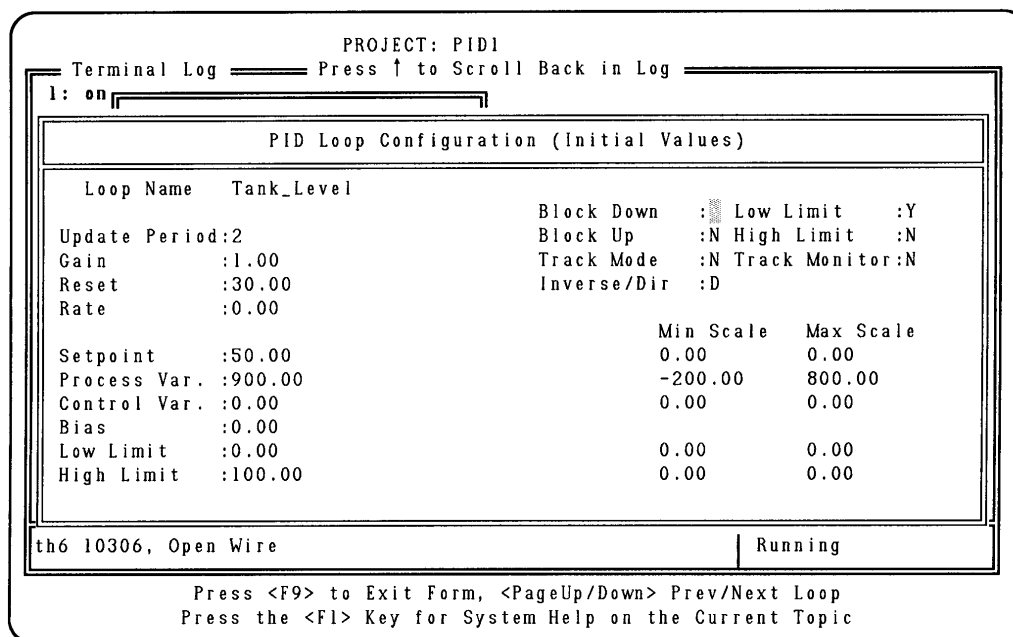 PROJECT: PID1
Terminal Log Press ↑ to Scroll Back in Log
1: on
PID Loop Configuration (Initial Values)
Loop Name Tank_Level
Block Down : Low Limit :Y
Update Period:2 Block Up :N High Limit :N
Gain :1.00 Track Mode :N Track Monitor:N
Reset :30.00 Inverse/Dir :D
Rate :0.00
Min Scale Max Scale
Setpoint :50.00 0.00 0.00
Process Var. :900.00 -200.00 800.00
Control Var. :0.00 0.00 0.00
Bias :0.00
Low Limit :0.00 0.00 0.00
High Limit :100.00 0.00 0.00
th6 10306, Open Wire Running
Press <F9> to Exit Form, <PageUp/Down> Prev/Next Loop
Press the <F1> Key for System Help on the Current Topic